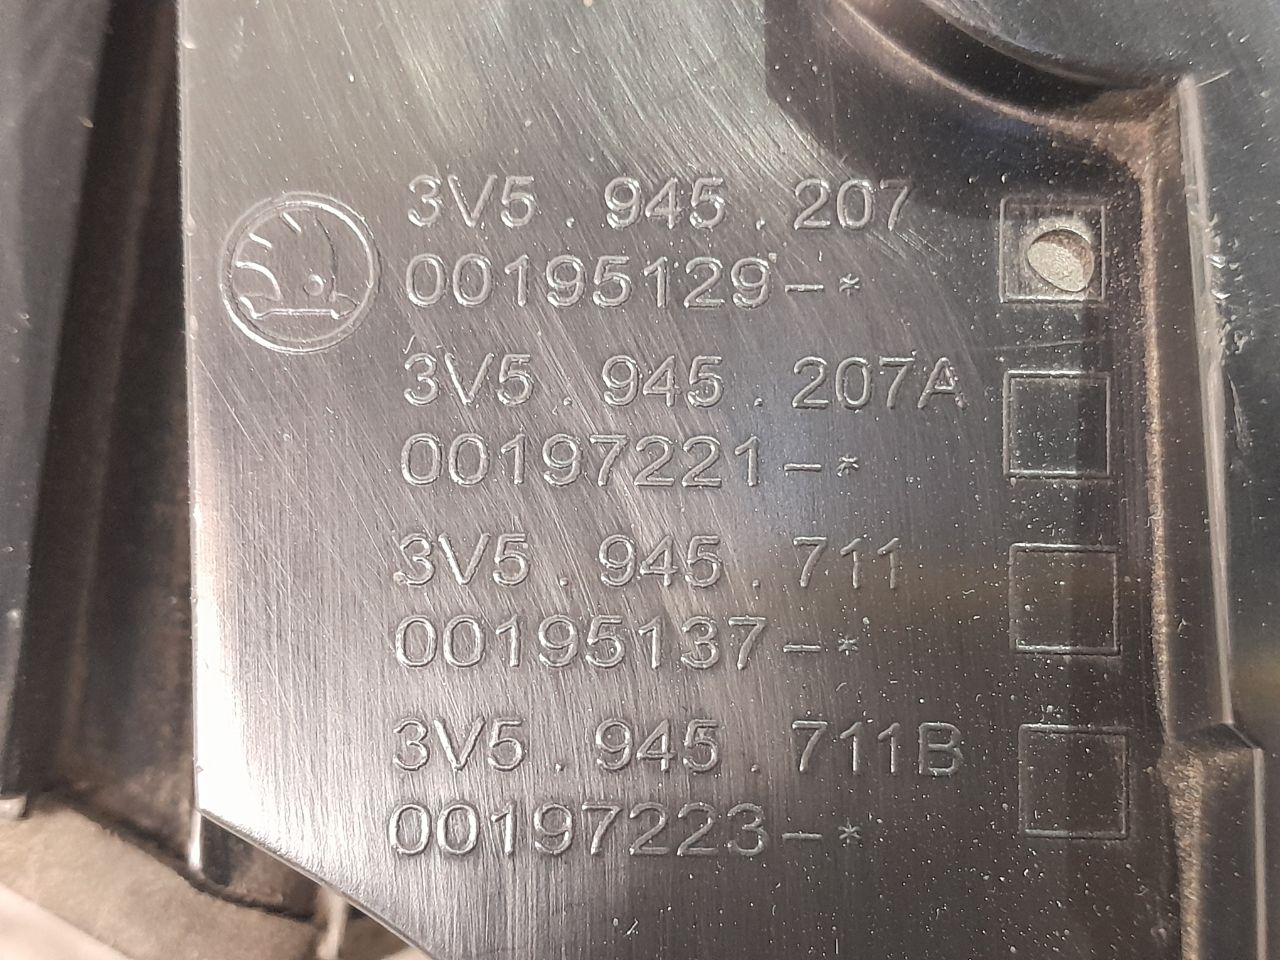 3V5 . 945 . 207
00195129-*
3V5 . 945 . 207A
00197221-*
3V5 . 945 . 711
00195137-*
3V5 . 945 . 711B
00197223-*